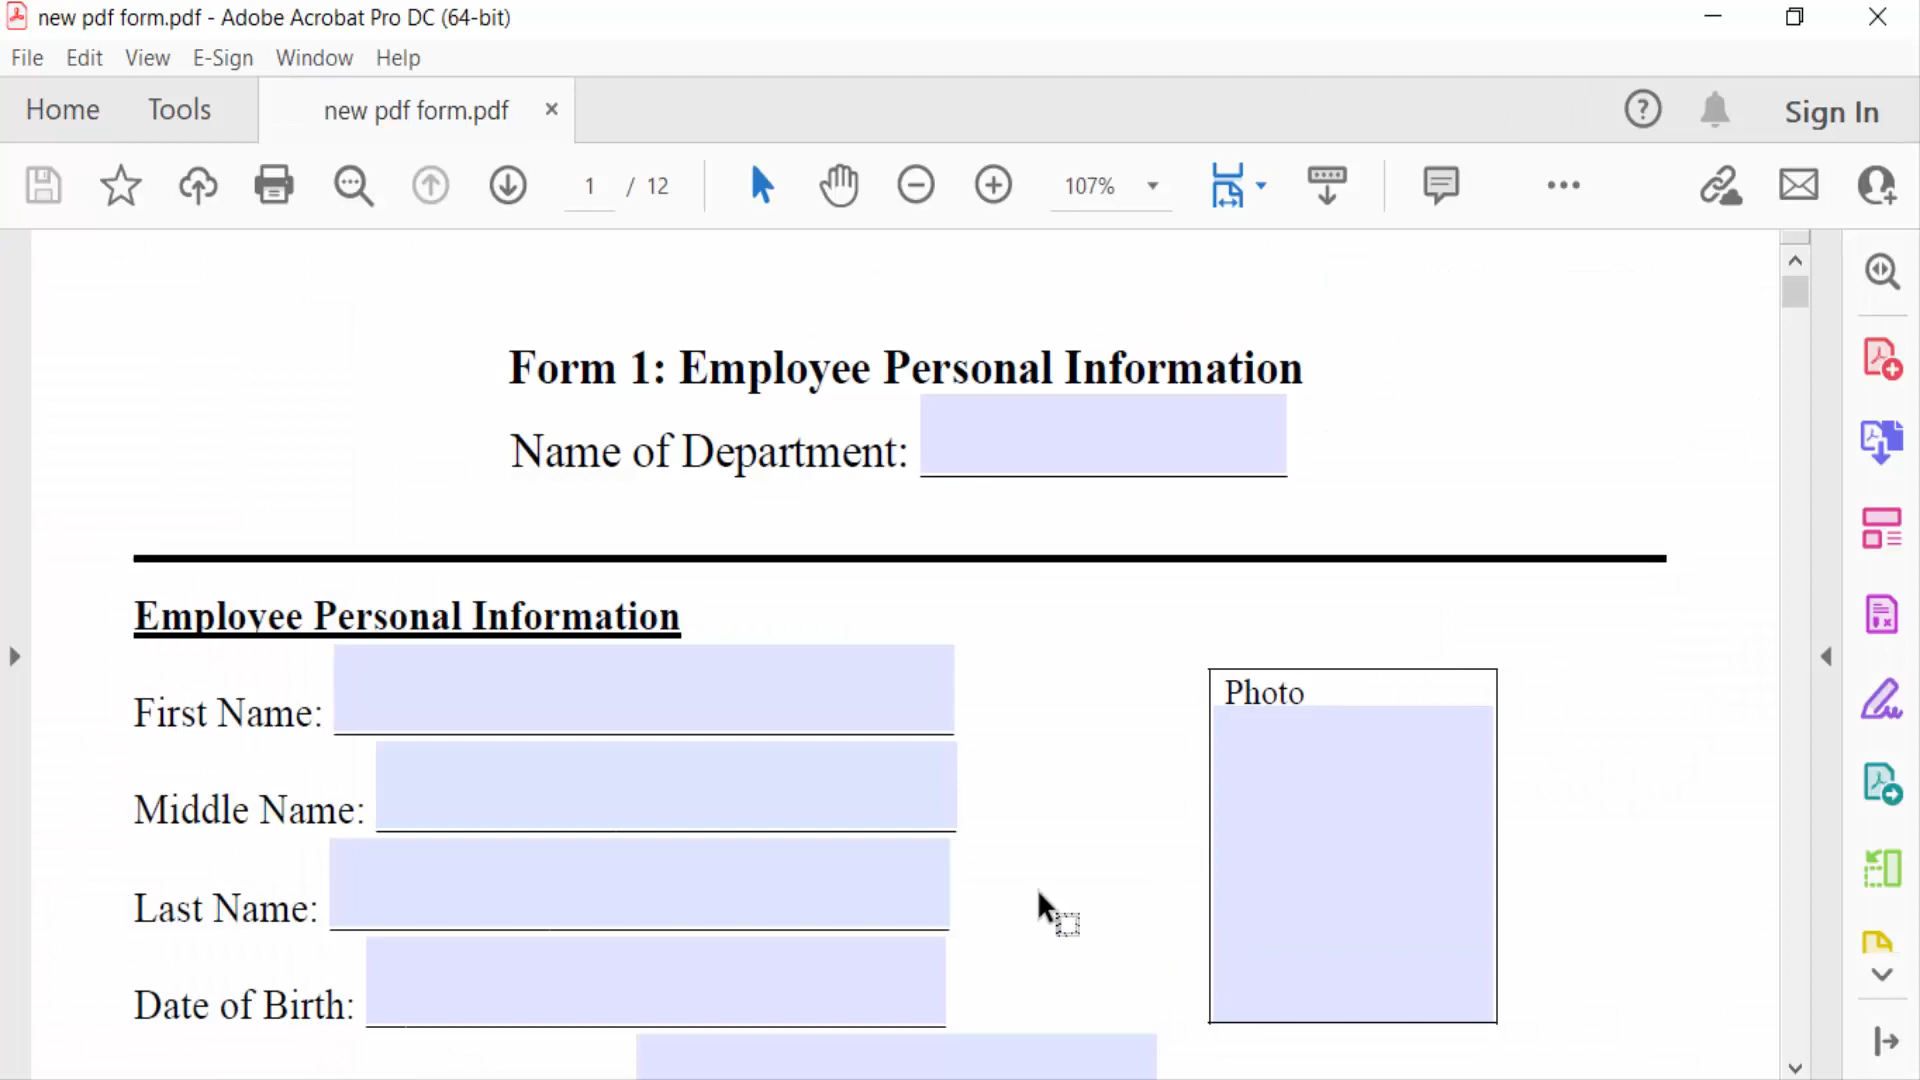 new pdf form.pdf - Adobe Acrobat Pro DC (64-bit)
File Edit View E-Sign Window Help
Home Tools new pdf form.pdf × Sign In
1 / 12 107%
Form 1: Employee Personal Information
Name of Department:
Employee Personal Information
First Name:
Photo
Middle Name:
Last Name:
Date of Birth: